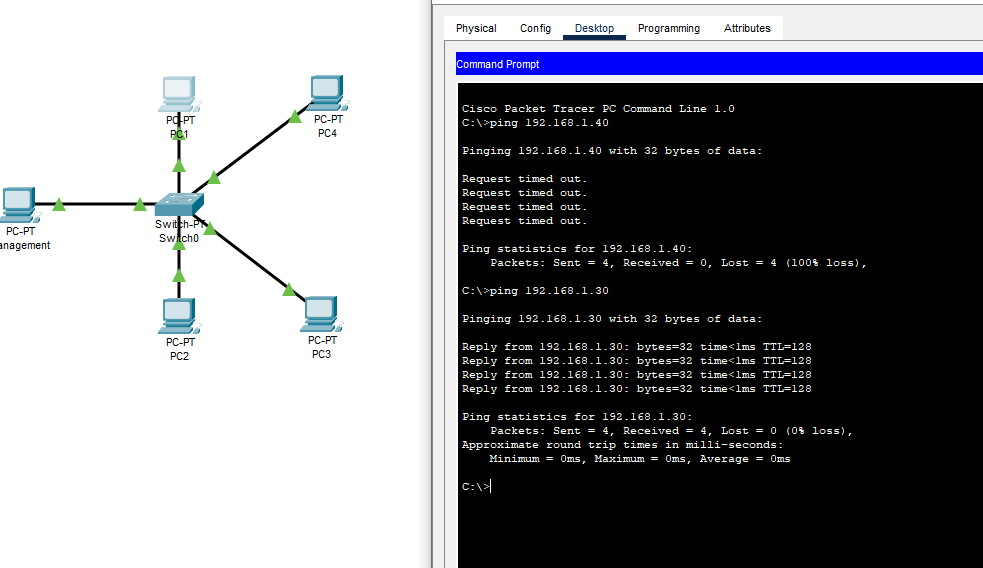 PC-PT
PC1
PC-PT
PC4
PC-PT
anagement
Switch-PT
Switch0
PC-PT
PC2
PC-PT
PC3
Physical Config Desktop Programming Attributes
Command Prompt
Cisco Packet Tracer PC Command Line 1.0
C:\>ping 192.168.1.40
Pinging 192.168.1.40 with 32 bytes of data:
Request timed out.
Request timed out.
Request timed out.
Request timed out.
Ping statistics for 192.168.1.40:
Packets: Sent = 4, Received = 0, Lost = 4 (100% loss),
C:\>ping 192.168.1.30
Pinging 192.168.1.30 with 32 bytes of data:
Reply from 192.168.1.30: bytes=32 time<1ms TTL=128
Reply from 192.168.1.30: bytes=32 time<1ms TTL=128
Reply from 192.168.1.30: bytes=32 time<1ms TTL=128
Reply from 192.168.1.30: bytes=32 time<1ms TTL=128
Ping statistics for 192.168.1.30:
Packets: Sent = 4, Received = 4, Lost = 0 (0% loss),
Approximate round trip times in milli-seconds:
Minimum = 0ms, Maximum = 0ms, Average = 0ms
C:\>